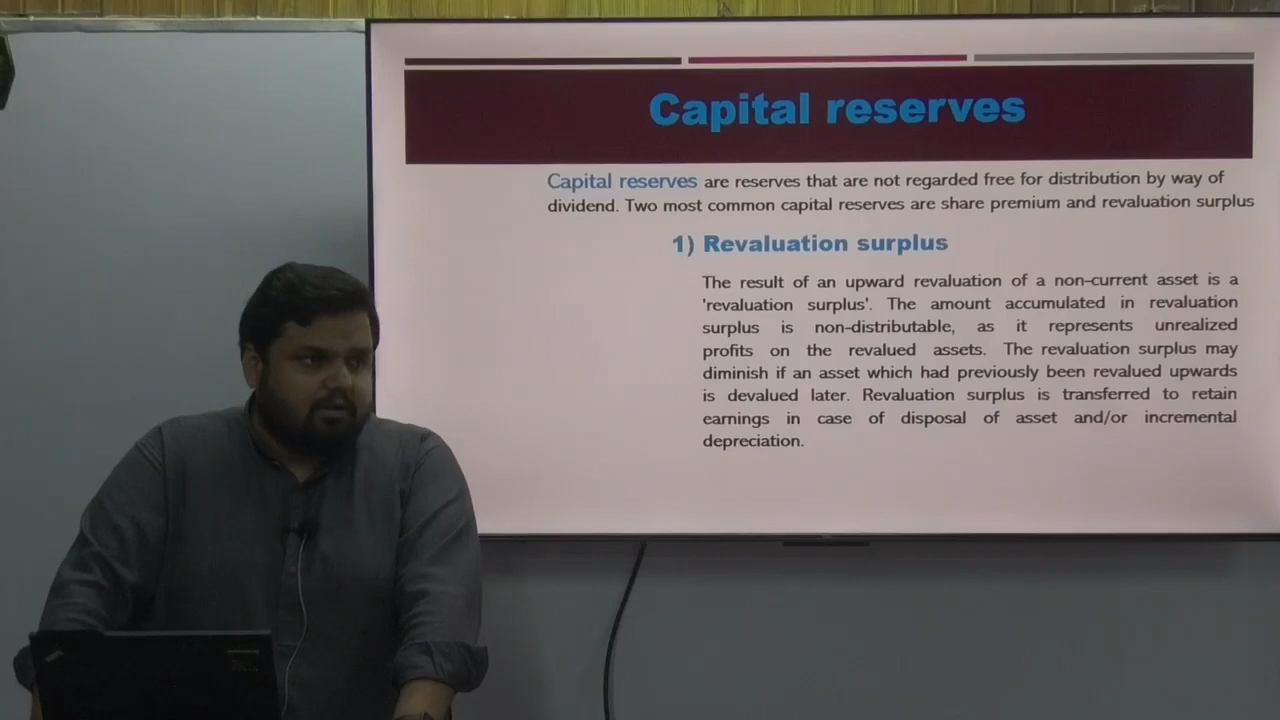 Capital reserves
Capital reserves are reserves that are not regarded free for distribution by way of
dividend. Two most common capital reserves are share premium and revaluation surplus
1) Revaluation surplus
The result of an upward revaluation of a non-current asset is a
'revaluation surplus'. The amount accumulated in revaluation
surplus is non-distributable, as it represents unrealized
profits on the revalued assets. The revaluation surplus may
diminish if an asset which had previously been revalued upwards
is devalued later. Revaluation surplus is transferred to retain
earnings in case of disposal of asset and/or incremental
depreciation.